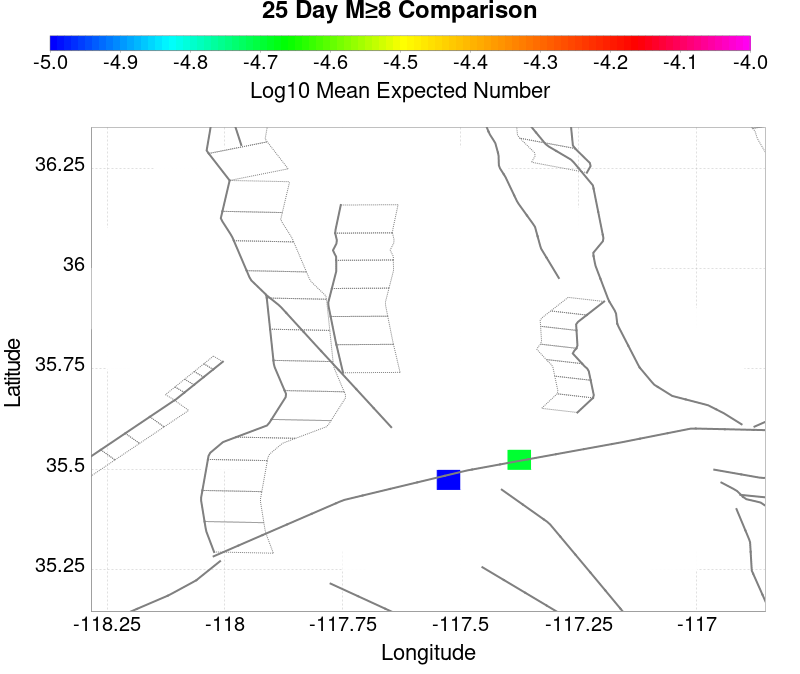 25 Day M≥8 Comparison
-5.0 -4.9 -4.8 -4.7 -4.6 -4.5 -4.4 -4.3 -4.2 -4.1 -4.0
Log10 Mean Expected Number
36.25
36
35.75
35.5
35.25
Latitude
-118.25 -118 -117.75 -117.5 -117.25 -117
Longitude